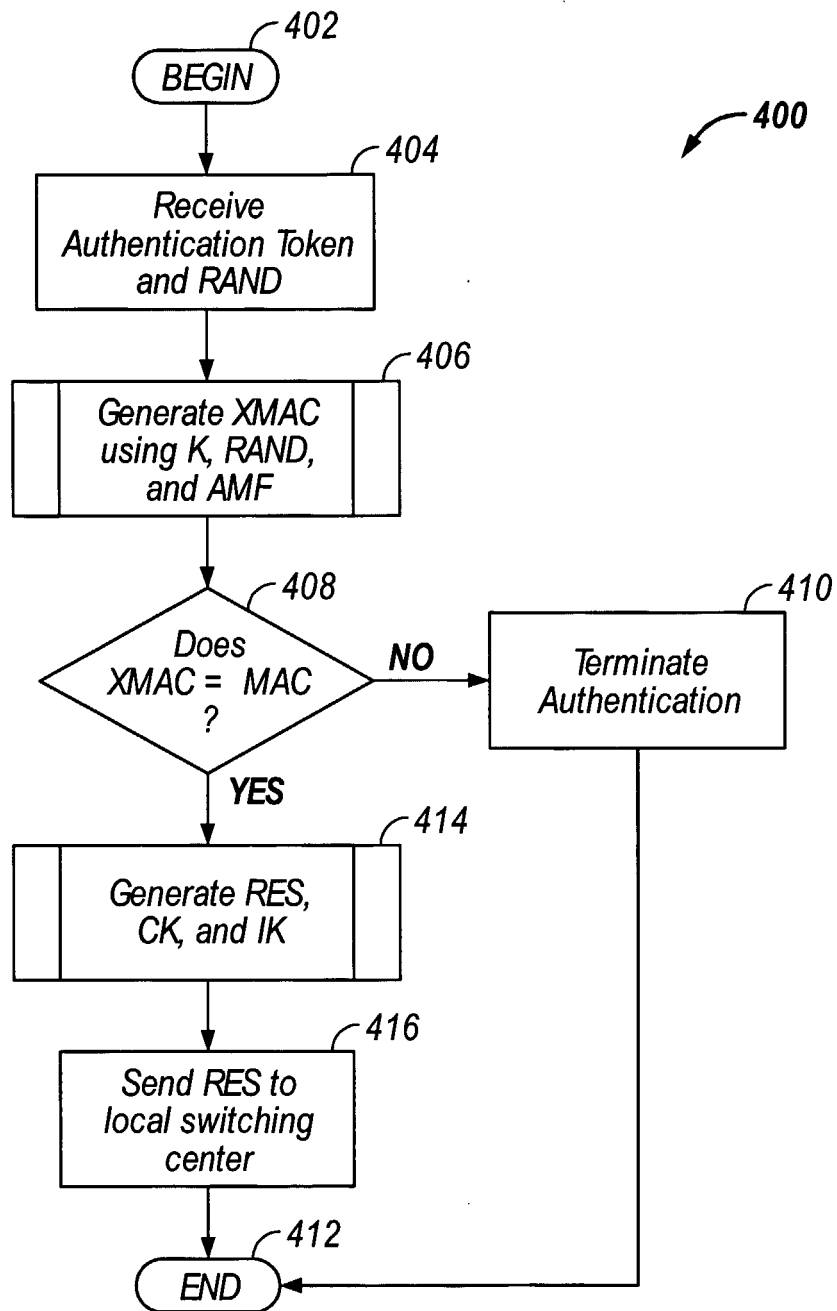 402
BEGIN
400
404
Receive
Authentication Token
and RAND
406
Generate XMAC
using K, RAND,
and AMF
408
Does
XMAC = MAC
?
NO
410
Terminate
Authentication
YES
414
Generate RES,
CK, and IK
416
Send RES to
local switching
center
412
END